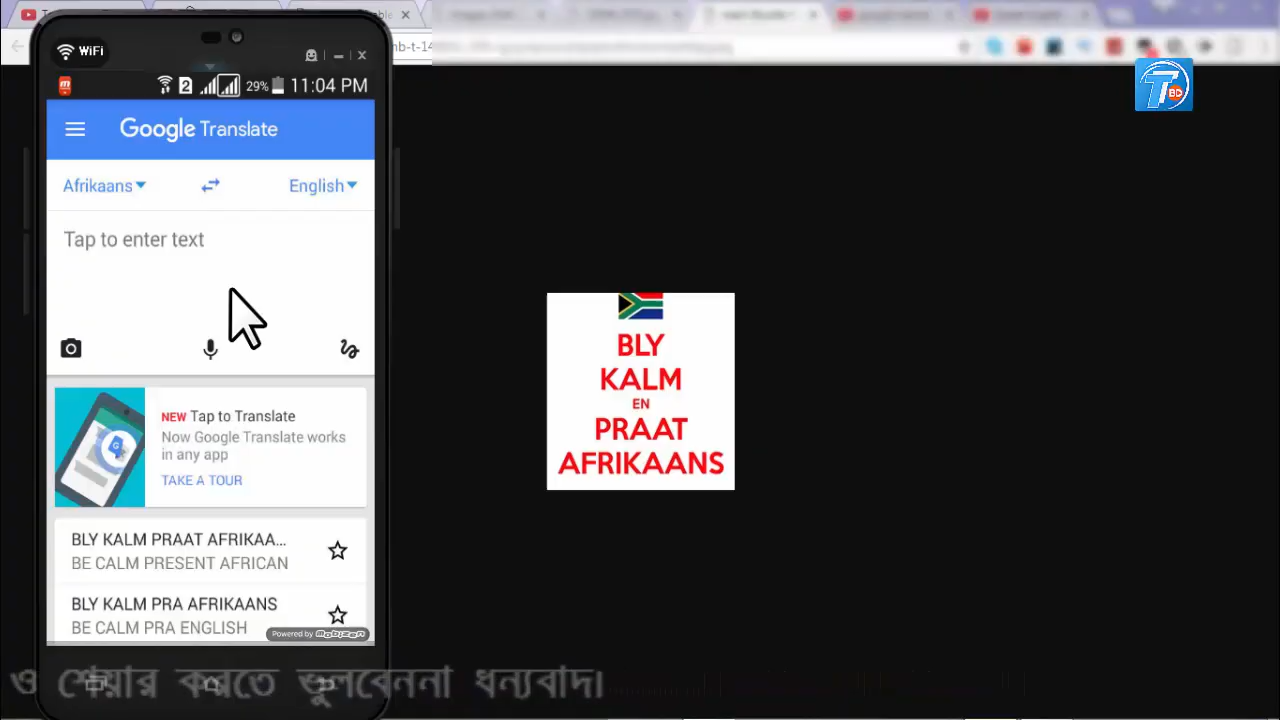 WiFi
2 29% 11:04 PM
Google Translate
Afrikaans English
Tap to enter text
NEW Tap to Translate
Now Google Translate works
in any app
TAKE A TOUR
BLY KALM PRAAT AFRIKAA...
BE CALM PRESENT AFRICAN
BLY KALM PRA AFRIKAANS
BE CALM PRA ENGLISH
Powered by mobizen
BLY
KALM
EN
PRAAT
AFRIKAANS
T BD
ও শেয়ার করতে ভুলবেননা ধন্যবাদ।